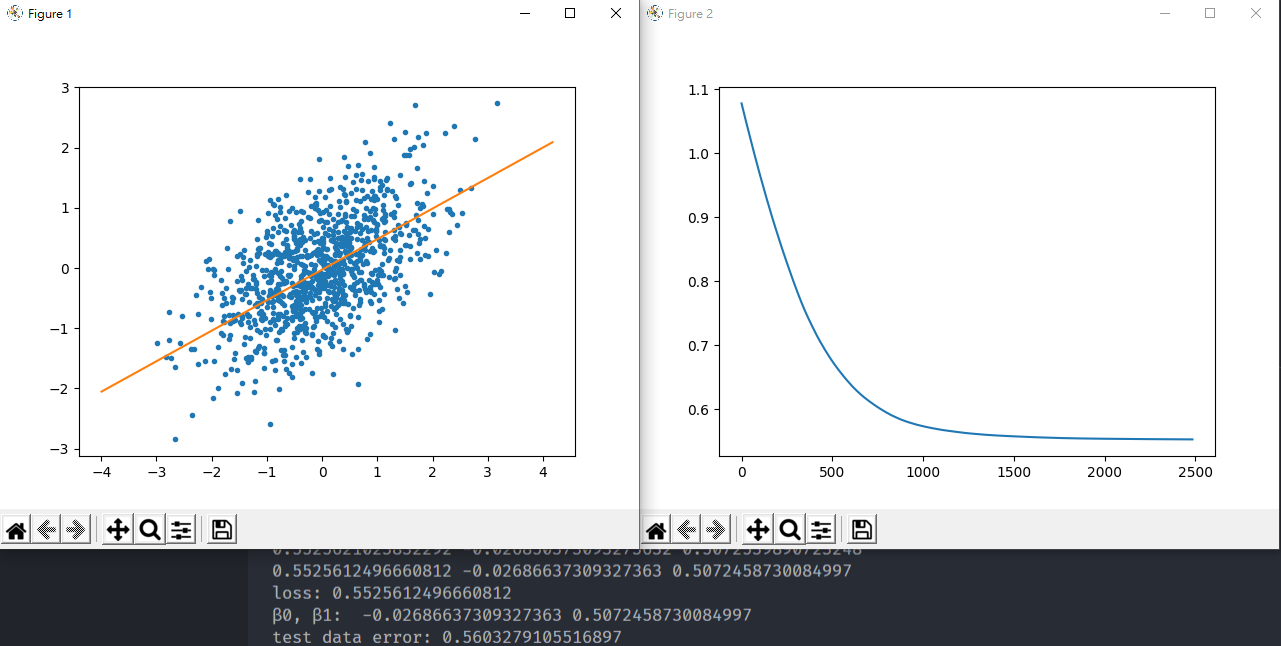 Figure 1
Figure 2
3
2
1
0
−1
−2
−3
−4 −3 −2 −1 0 1 2 3 4
1.1
1.0
0.9
0.8
0.7
0.6
0 500 1000 1500 2000 2500
0.5525612496660812 -0.02686637309327363 0.5072458730084997
loss: 0.5525612496660812
β0, β1:  -0.02686637309327363 0.5072458730084997
test data error: 0.5603279105516897